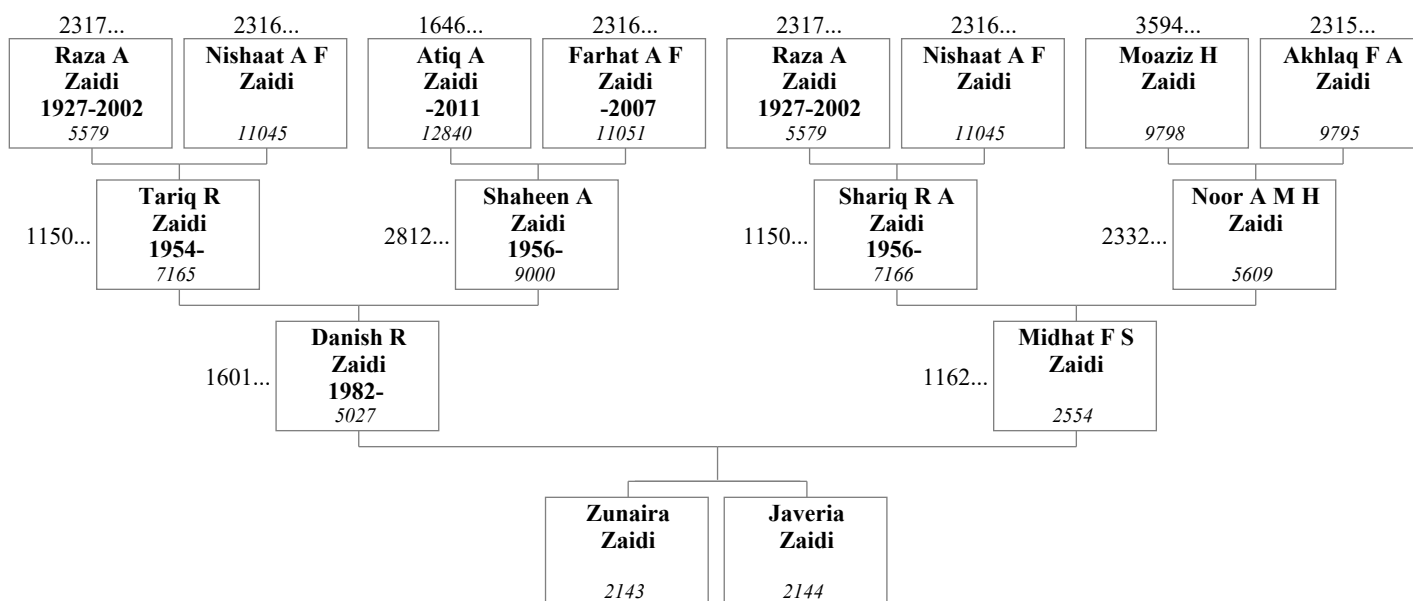 2317... 2316... 1646... 2316... 2317... 2316... 3594... 2315...
Raza A Nishaat A F Atiq A Farhat A F Raza A Nishaat A F Moaziz H Akhlaq F A
Zaidi Zaidi Zaidi Zaidi Zaidi Zaidi Zaidi Zaidi
1927-2002 -2011 -2007 1927-2002
5579 11045 12840 11051 5579 11045 9798 9795
Tariq R Shaheen A Shariq R A Noor A M H
Zaidi Zaidi Zaidi Zaidi
1150... 2812... 1150... 2332...
1954- 1956- 1956-
7165 9000 7166 5609
Danish R Midhat F S
Zaidi Zaidi
1601... 1162...
1982-
5027 2554
Zunaira Javeria
Zaidi Zaidi
2143 2144